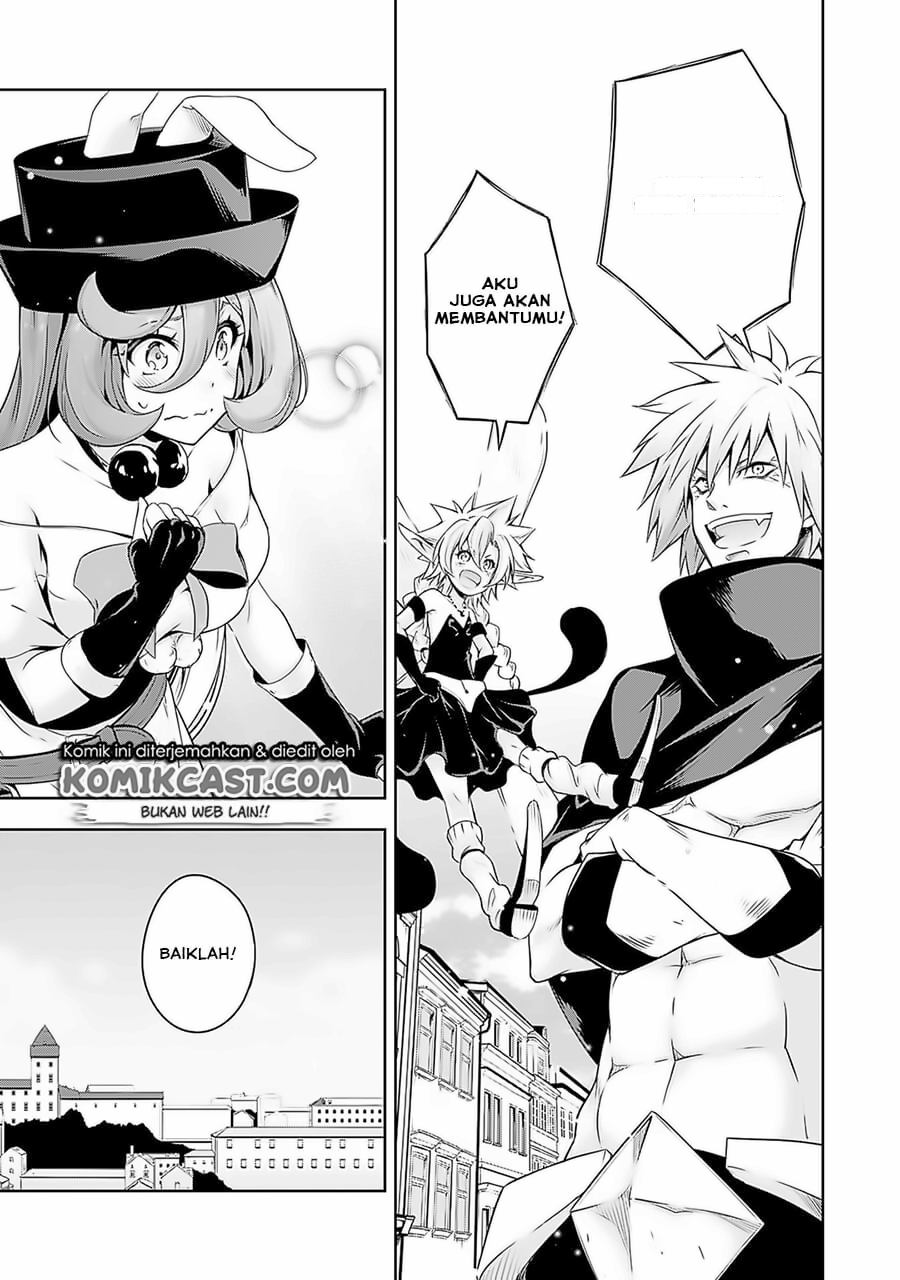 AKU
JUGA AKAN
MEMBANTUMU!
Komik ini diterjemahkan & diedit oleh
KOMIKCAST.COM
BUKAN WEB LAIN!!
BAIKLAH!